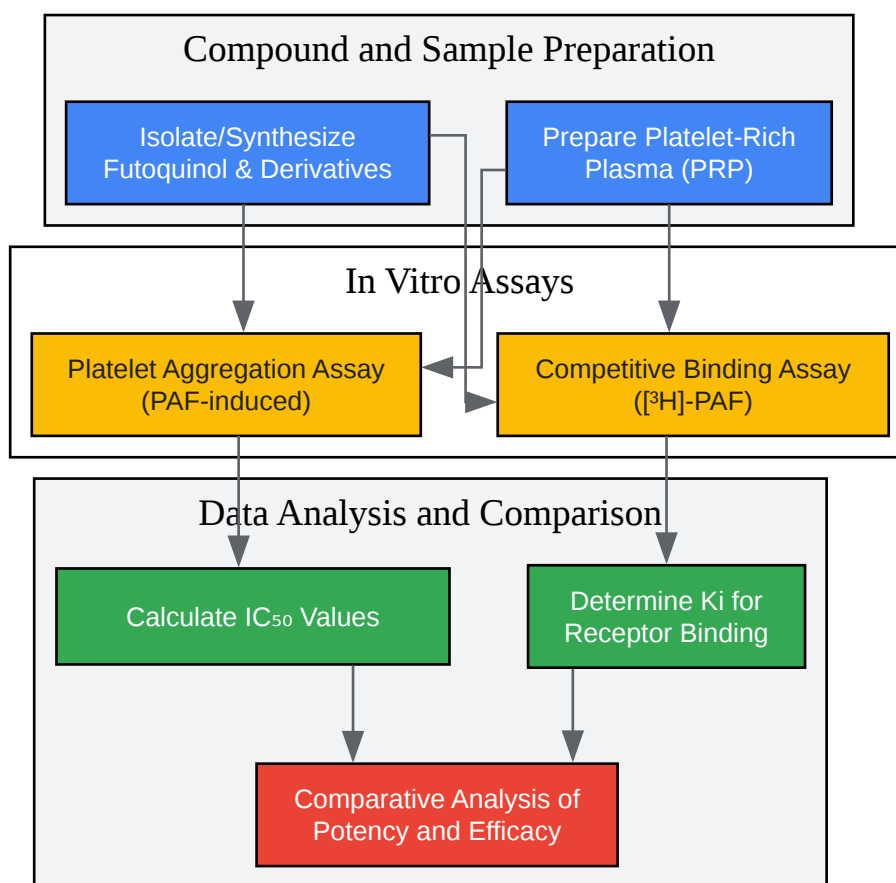 Compound and Sample Preparation
Isolate/Synthesize
Futoquinol & Derivatives
Prepare Platelet-Rich
Plasma (PRP)
In Vitro Assays
Platelet Aggregation Assay
(PAF-induced)
Competitive Binding Assay
([³H]-PAF)
Data Analysis and Comparison
Calculate IC₅₀ Values
Determine Ki for
Receptor Binding
Comparative Analysis of
Potency and Efficacy